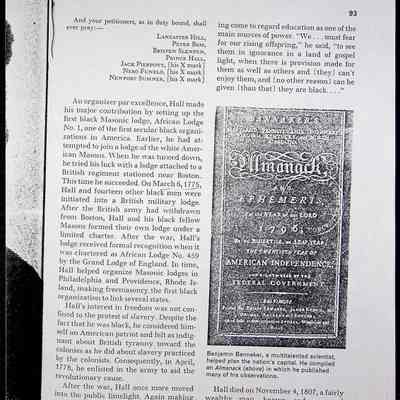 93
And your petitioners, as in duty bound, shall
ever pray:—
LANCASTER HILL,
PETER BESS,
BRISTEN SLENFEN,
PRINCE HALL,
JACK PIERPONT, [his X mark]
NERO FUNELO, [his X mark]
NEWPORT SUMNER, [his X mark]
An organizer par excellence, Hall made
his major contribution by setting up the
first black Masonic lodge, African Lodge
No. 1, one of the first secular black organi-
zations in America. Earlier, he had at-
tempted to join a lodge of the white Amer-
ican Masons. When he was turned down,
he tried his luck with a lodge attached to a
British regiment stationed near Boston.
This time he succeeded. On March 6, 1775,
Hall and fourteen other black men were
initiated into a British military lodge.
After the British army had withdrawn
from Boston, Hall and his black fellow
Masons formed their own lodge under a
limited charter. After the war, Hall's
lodge received formal recognition when it
was chartered as African Lodge No. 459
by the Grand Lodge of England. In time,
Hall helped organize Masonic lodges in
Philadelphia and Providence, Rhode Is-
land, making freemasonry the first black
organization to link several states.
Hall's interest in freedom was not con-
fined to the protest of slavery. Despite the
fact that he was black, he considered him-
self an American patriot and felt as indig-
nant about British tyranny toward the
colonies as he did about slavery practiced
by the colonists. Consequently, in April,
1778, he enlisted in the army to aid the
revolutionary cause.
After the war, Hall once more moved
into the public limelight. Again making
ing come to regard education as one of the
main sources of power. "We . . . must fear
for our rising offspring," he said, "to see
them in ignorance in a land of gospel
light, when there is provision made for
them as well as others and [they] can't
enjoy them, and [no other reason] can be
given [than that] they are black. . . ."
Almanack
EPHEMERIS
YEAR of our LORD
1796
BISSEXTILE, or LEAP YEAR
AMERICAN INDEPENDENCE
FEDERAL GOVERNMENT
Benjamin Banneker, a multitalented scientist,
helped plan the nation's capital. He compiled
an Almanack (above) in which he published
many of his observations.
Hall died on November 4, 1807, a fairly